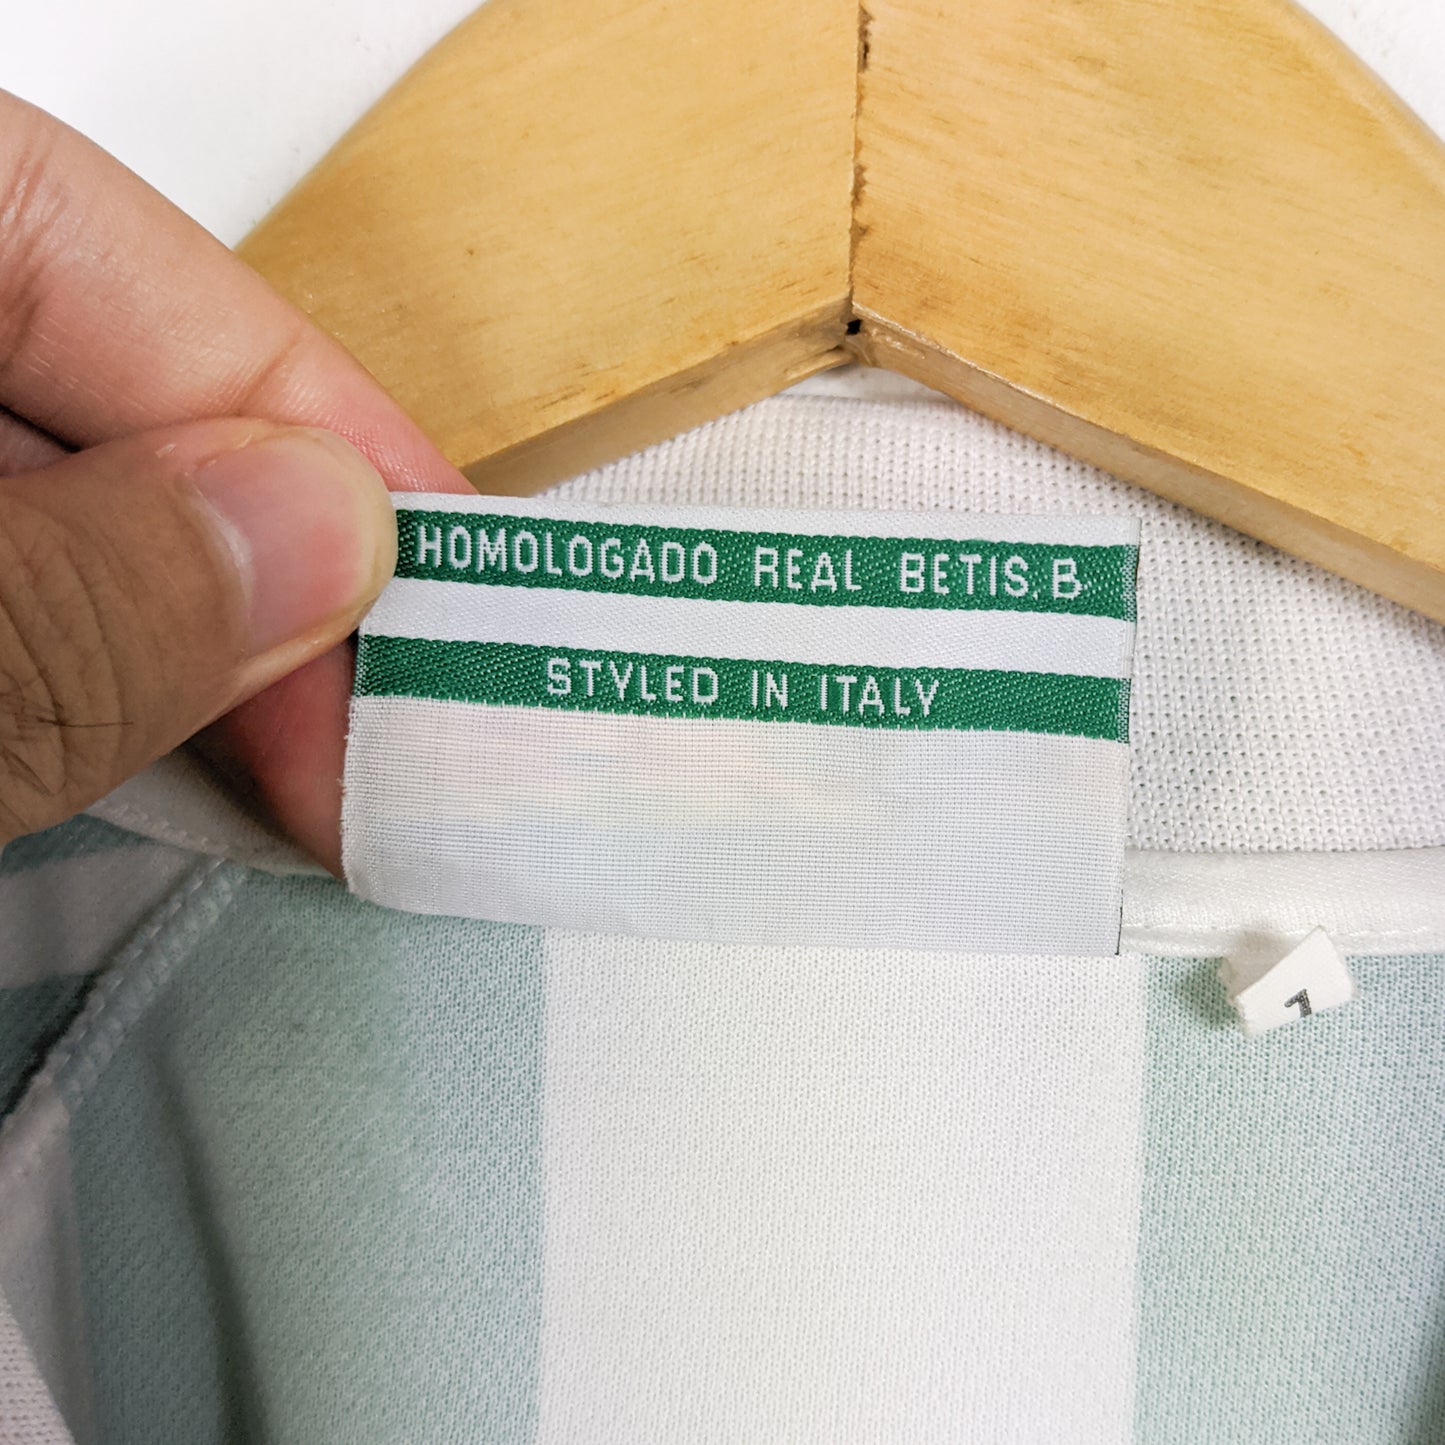 HOMOLOGADO REAL BETIS.B
STYLED IN ITALY